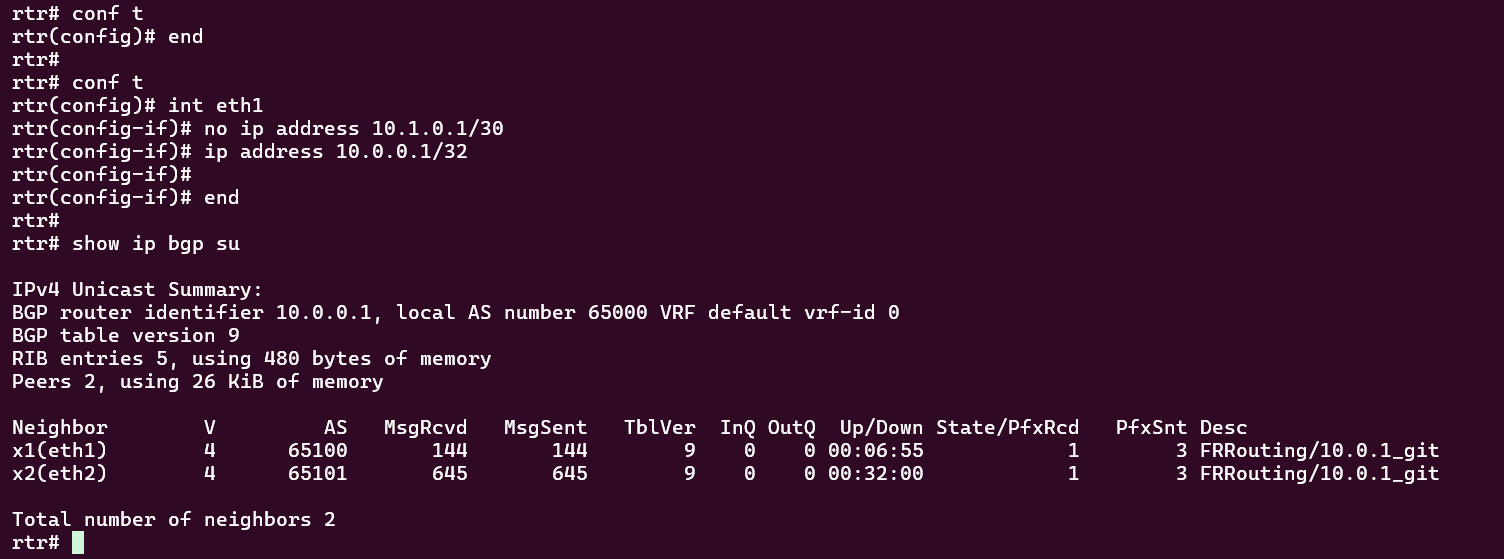 rtr# conf t
rtr(config)# end
rtr#
rtr# conf t
rtr(config)# int eth1
rtr(config-if)# no ip address 10.1.0.1/30
rtr(config-if)# ip address 10.0.0.1/32
rtr(config-if)#
rtr(config-if)# end
rtr#
rtr# show ip bgp su

IPv4 Unicast Summary:
BGP router identifier 10.0.0.1, local AS number 65000 VRF default vrf-id 0
BGP table version 9
RIB entries 5, using 480 bytes of memory
Peers 2, using 26 KiB of memory

Neighbor        V         AS   MsgRcvd   MsgSent   TblVer  InQ OutQ  Up/Down State/PfxRcd   PfxSnt Desc
x1(eth1)        4      65100       144       144        9    0    0 00:06:55            1        3 FRRouting/10.0.1_git
x2(eth2)        4      65101       645       645        9    0    0 00:32:00            1        3 FRRouting/10.0.1_git

Total number of neighbors 2
rtr#